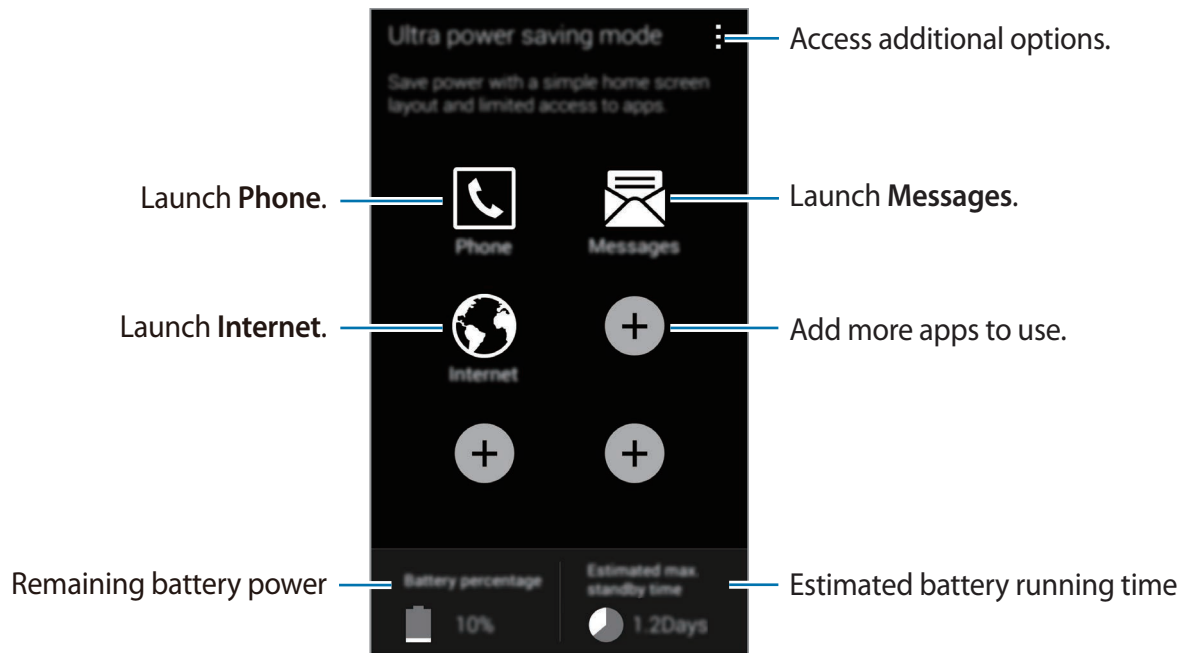 Ultra power saving mode
Access additional options.
Save power with a simple home screen
layout and limited access to apps.
Launch Phone.
Launch Messages.
Phone
Messages
Launch Internet.
Add more apps to use.
Internet
Remaining battery power
Battery percentage
10%
Estimated max.
standby time
1.2Days
Estimated battery running time